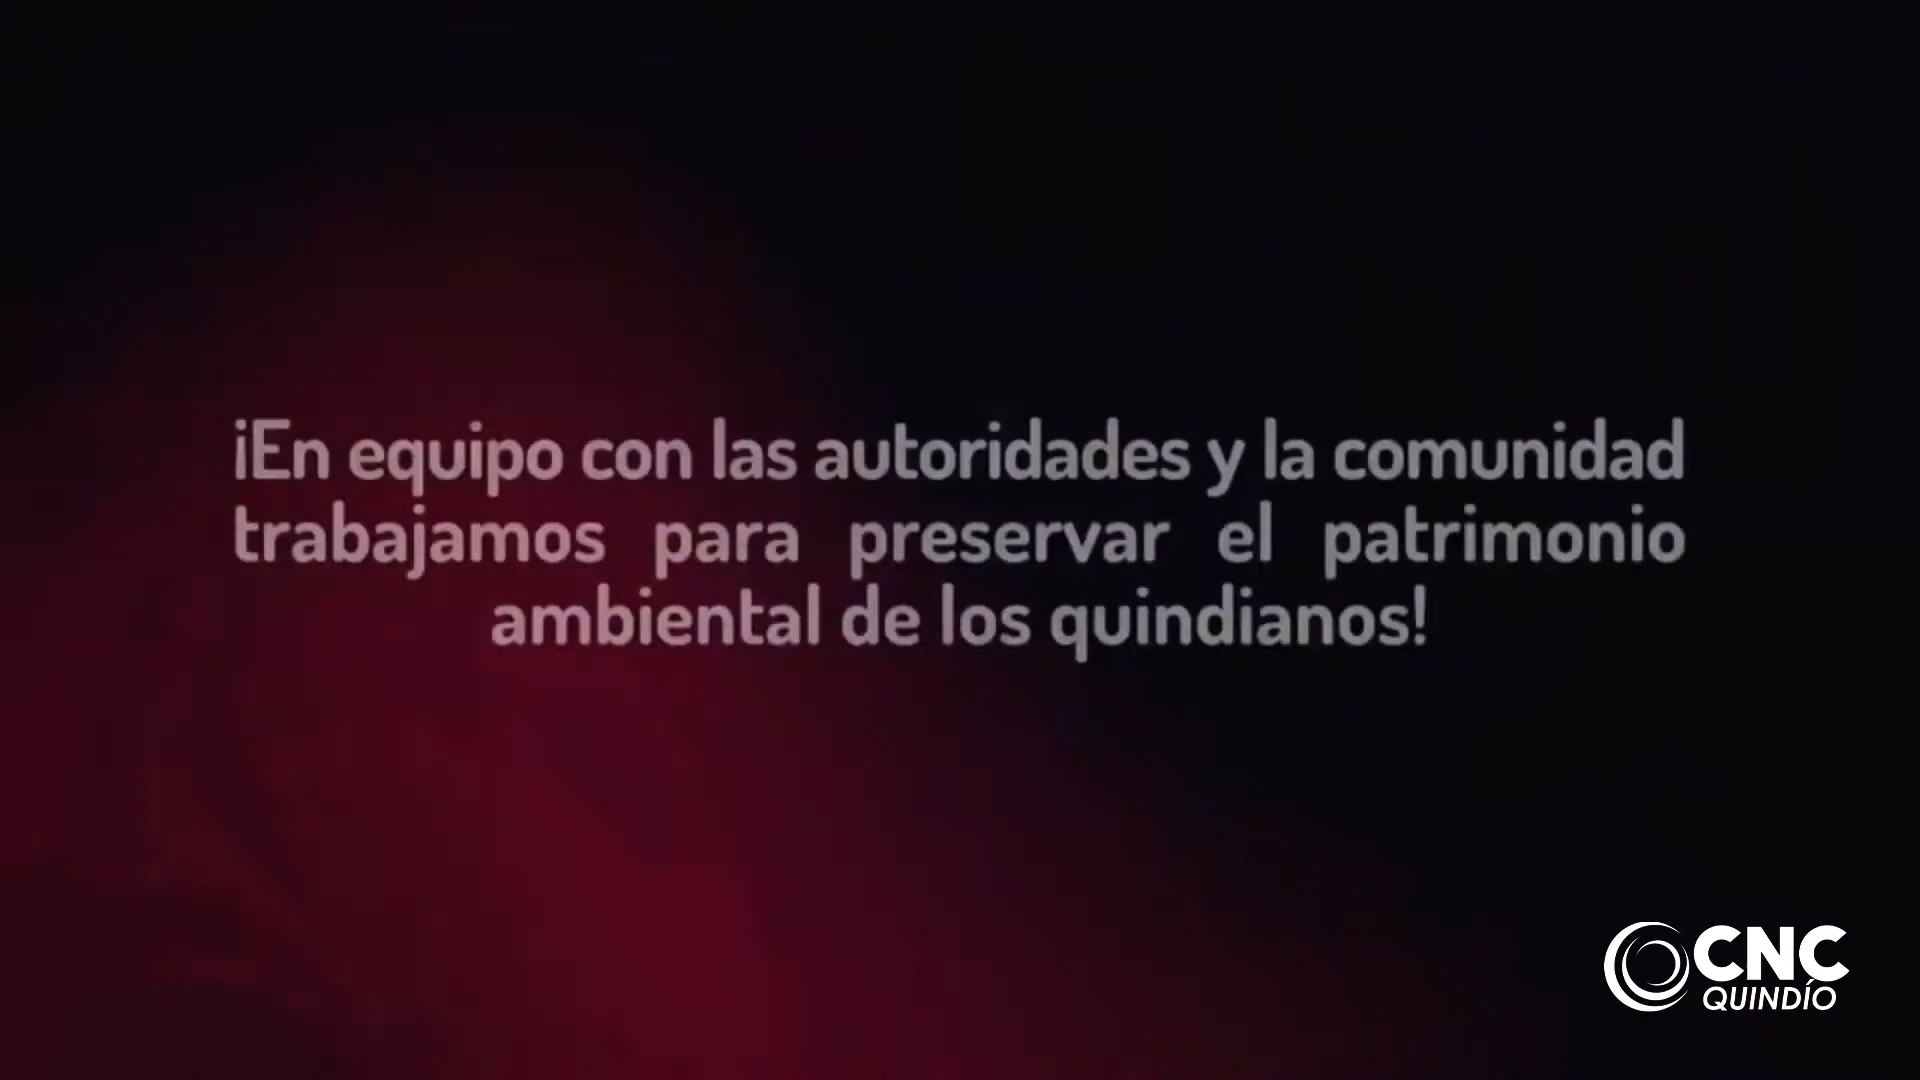 ¡En equipo con las autoridades y la comunidad
trabajamos para preservar el patrimonio
ambiental de los quindianos!
CNC
QUINDÍO